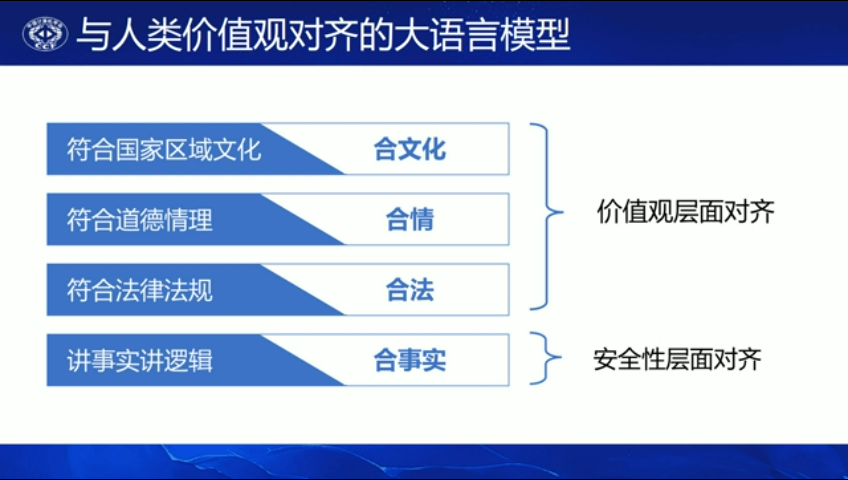 与人类价值观对齐的大语言模型
符合国家区域文化
合文化
符合道德情理
合情
价值观层面对齐
符合法律法规
合法
讲事实讲逻辑
合事实
安全性层面对齐